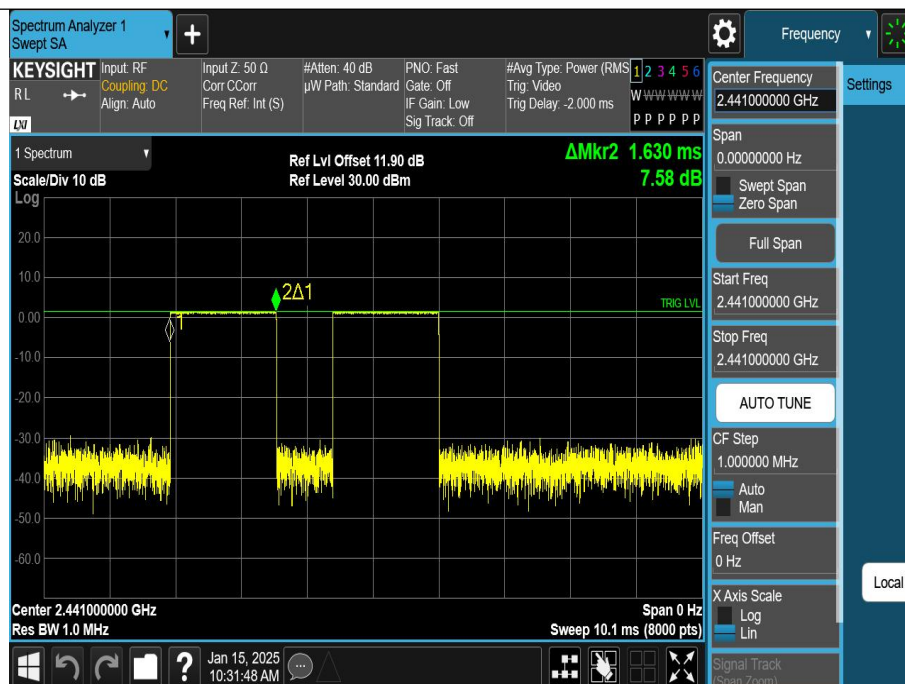 Spectrum Analyzer 1
Swept SA
Frequency
KEYSIGHT
RL
LXI
Input: RF
Coupling: DC
Align: Auto
Input Z: 50 Ω
Corr CCorr
Freq Ref: Int (S)
#Atten: 40 dB
µW Path: Standard
PNO: Fast
Gate: Off
IF Gain: Low
Sig Track: Off
#Avg Type: Power (RMS
Trig: Video
Trig Delay: -2.000 ms
1 2 3 4 5 6
W W W W W W
P P P P P P
1 Spectrum
Scale/Div 10 dB
Log
Ref Lvl Offset 11.90 dB
Ref Level 30.00 dBm
ΔMkr2 1.630 ms
7.58 dB
20.0
10.0
0.00
-10.0
-20.0
-30.0
-40.0
-50.0
-60.0
2Δ1
1
TRIG LVL
Center 2.441000000 GHz
Res BW 1.0 MHz
Span 0 Hz
Sweep 10.1 ms (8000 pts)
?
Jan 15, 2025
10:31:48 AM
Center Frequency
2.441000000 GHz
Span
0.00000000 Hz
Swept Span
Zero Span
Full Span
Start Freq
2.441000000 GHz
Stop Freq
2.441000000 GHz
AUTO TUNE
CF Step
1.000000 MHz
Auto
Man
Freq Offset
0 Hz
X Axis Scale
Log
Lin
Signal Track
(Span Zoom)
Settings
Local